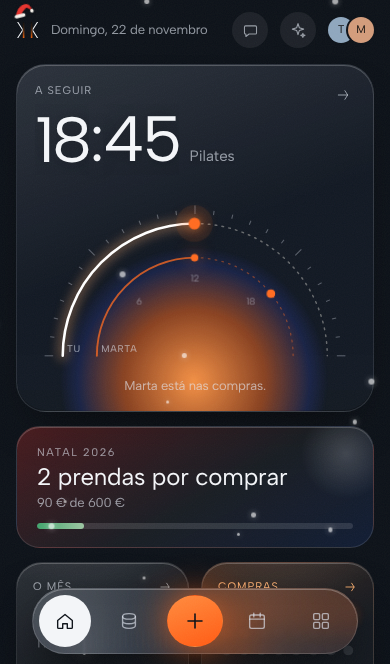 Domingo, 22 de novembro
T M
A SEGUIR
18:45 Pilates
12
6 18
TU MARTA
Marta está nas compras.
NATAL 2026
2 prendas por comprar
90 € de 600 €
O MÊS
COMPRAS